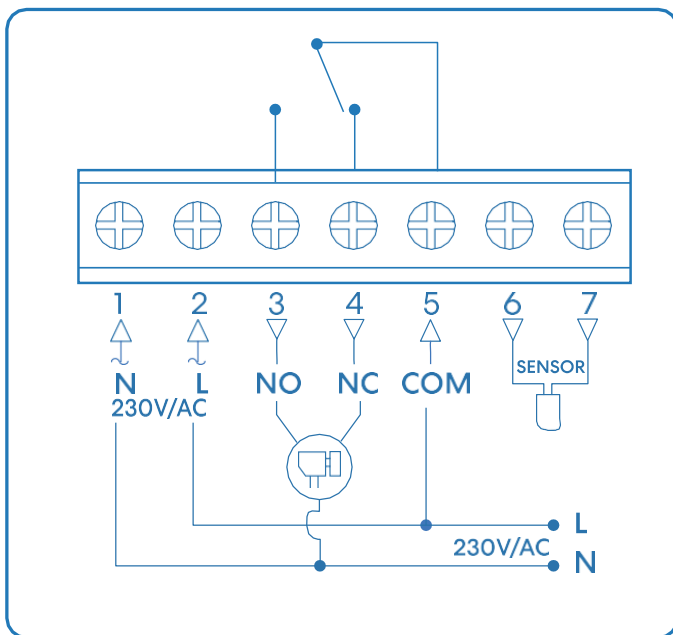 1 2 3 4 5 6 7
N L NO NC COM SENSOR
230V/AC
L
230V/AC
N